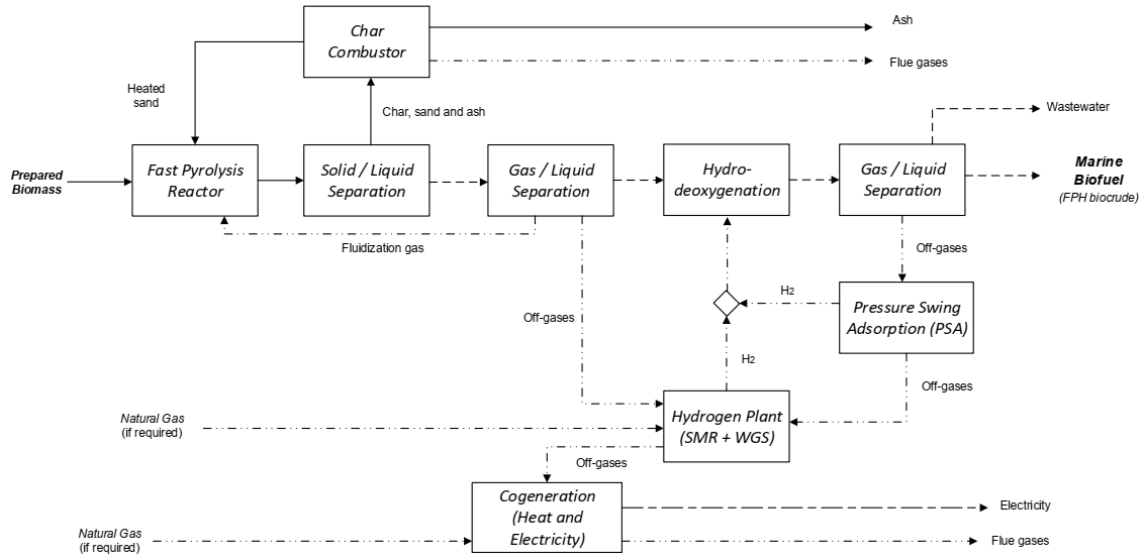 Char
Combustor
Ash
Flue gases
Heated
sand
Char, sand and ash
Wastewater
Prepared
Biomass
Fast Pyrolysis
Reactor
Solid / Liquid
Separation
Gas / Liquid
Separation
Hydro-
deoxygenation
Gas / Liquid
Separation
Marine
Biofuel
(FPH biocrude)
Fluidization gas
Off-gases
H2
Pressure Swing
Adsorption (PSA)
Off-gases
H2
Off-gases
Natural Gas
(if required)
Hydrogen Plant
(SMR + WGS)
Off-gases
Cogeneration
(Heat and
Electricity)
Electricity
Natural Gas
(if required)
Flue gases